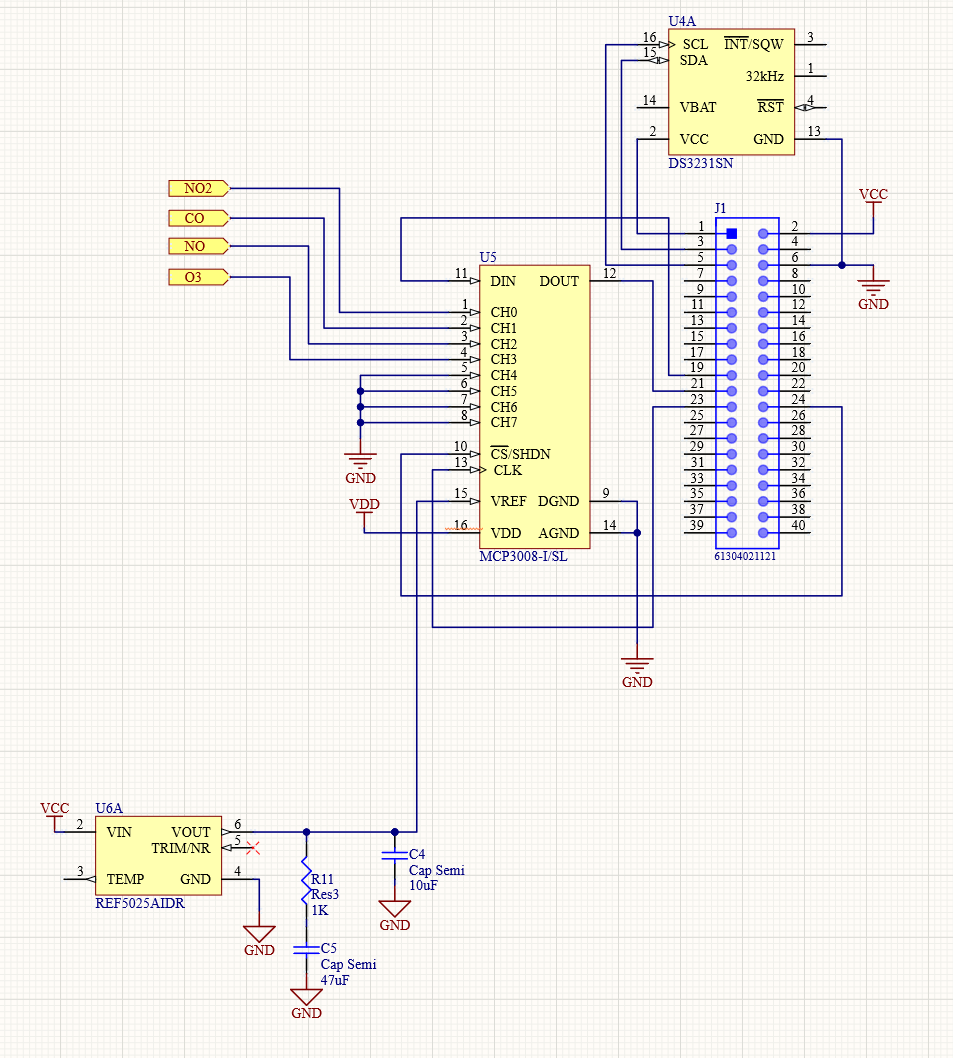 U4A
16 SCL INT/SQW 3
15 SDA
32kHz 1
14 VBAT RST 4
2 VCC GND 13
DS3231SN
NO2
CO
NO
O3
VCC
J1
1 2
3 4
5 6
7 8
9 10
11 12
13 14
15 16
17 18
19 20
21 22
23 24
25 26
27 28
29 30
31 32
33 34
35 36
37 38
39 40
61304021121
GND
U5
11 DIN DOUT 12
1 CH0
2 CH1
3 CH2
4 CH3
5 CH4
6 CH5
7 CH6
8 CH7
10 CS/SHDN
13 CLK
15 VREF DGND 9
16 VDD AGND 14
MCP3008-I/SL
GND
VDD
GND
VCC
U6A
2 VIN VOUT 6
TRIM/NR 5
3 TEMP GND 4
REF5025AIDR
GND
R11
Res3
1K
C5
Cap Semi
47uF
GND
C4
Cap Semi
10uF
GND